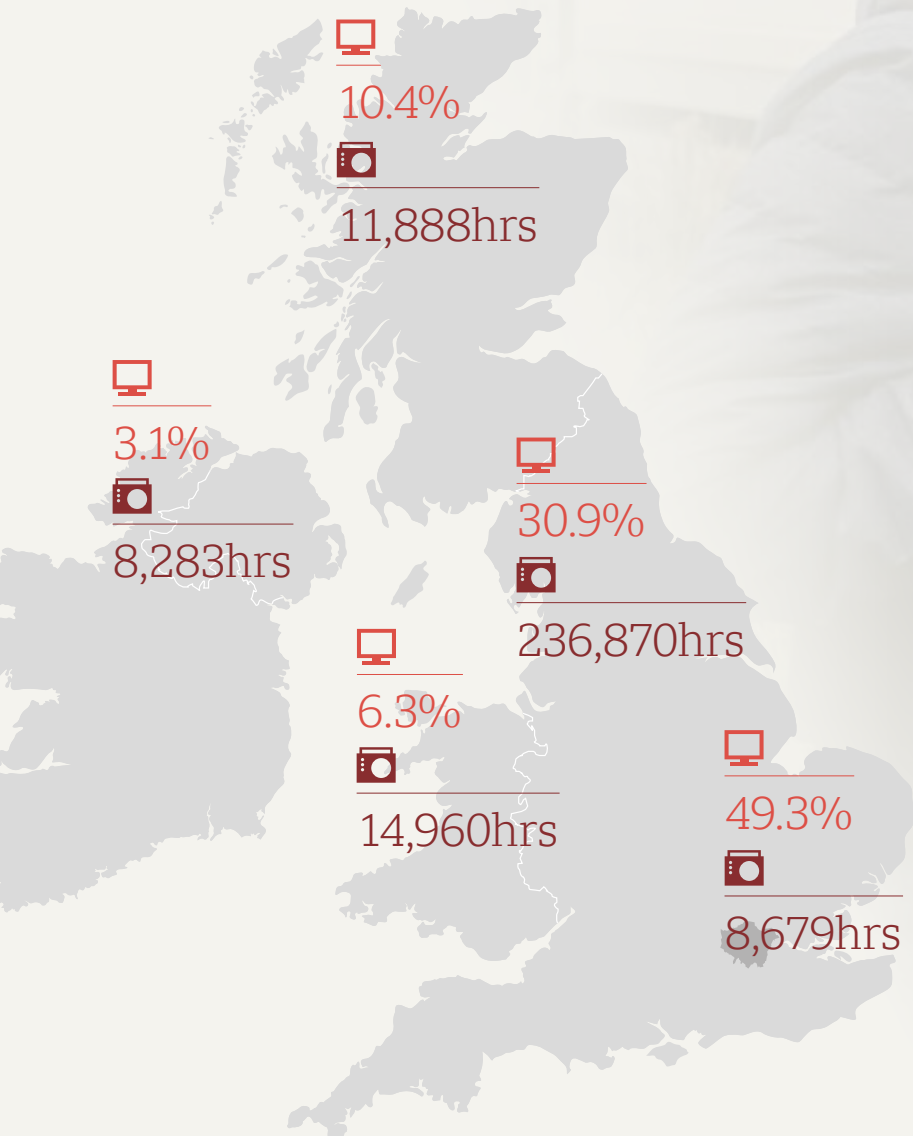 10.4%
11,888hrs
3.1%
8,283hrs
30.9%
236,870hrs
6.3%
14,960hrs
49.3%
8,679hrs